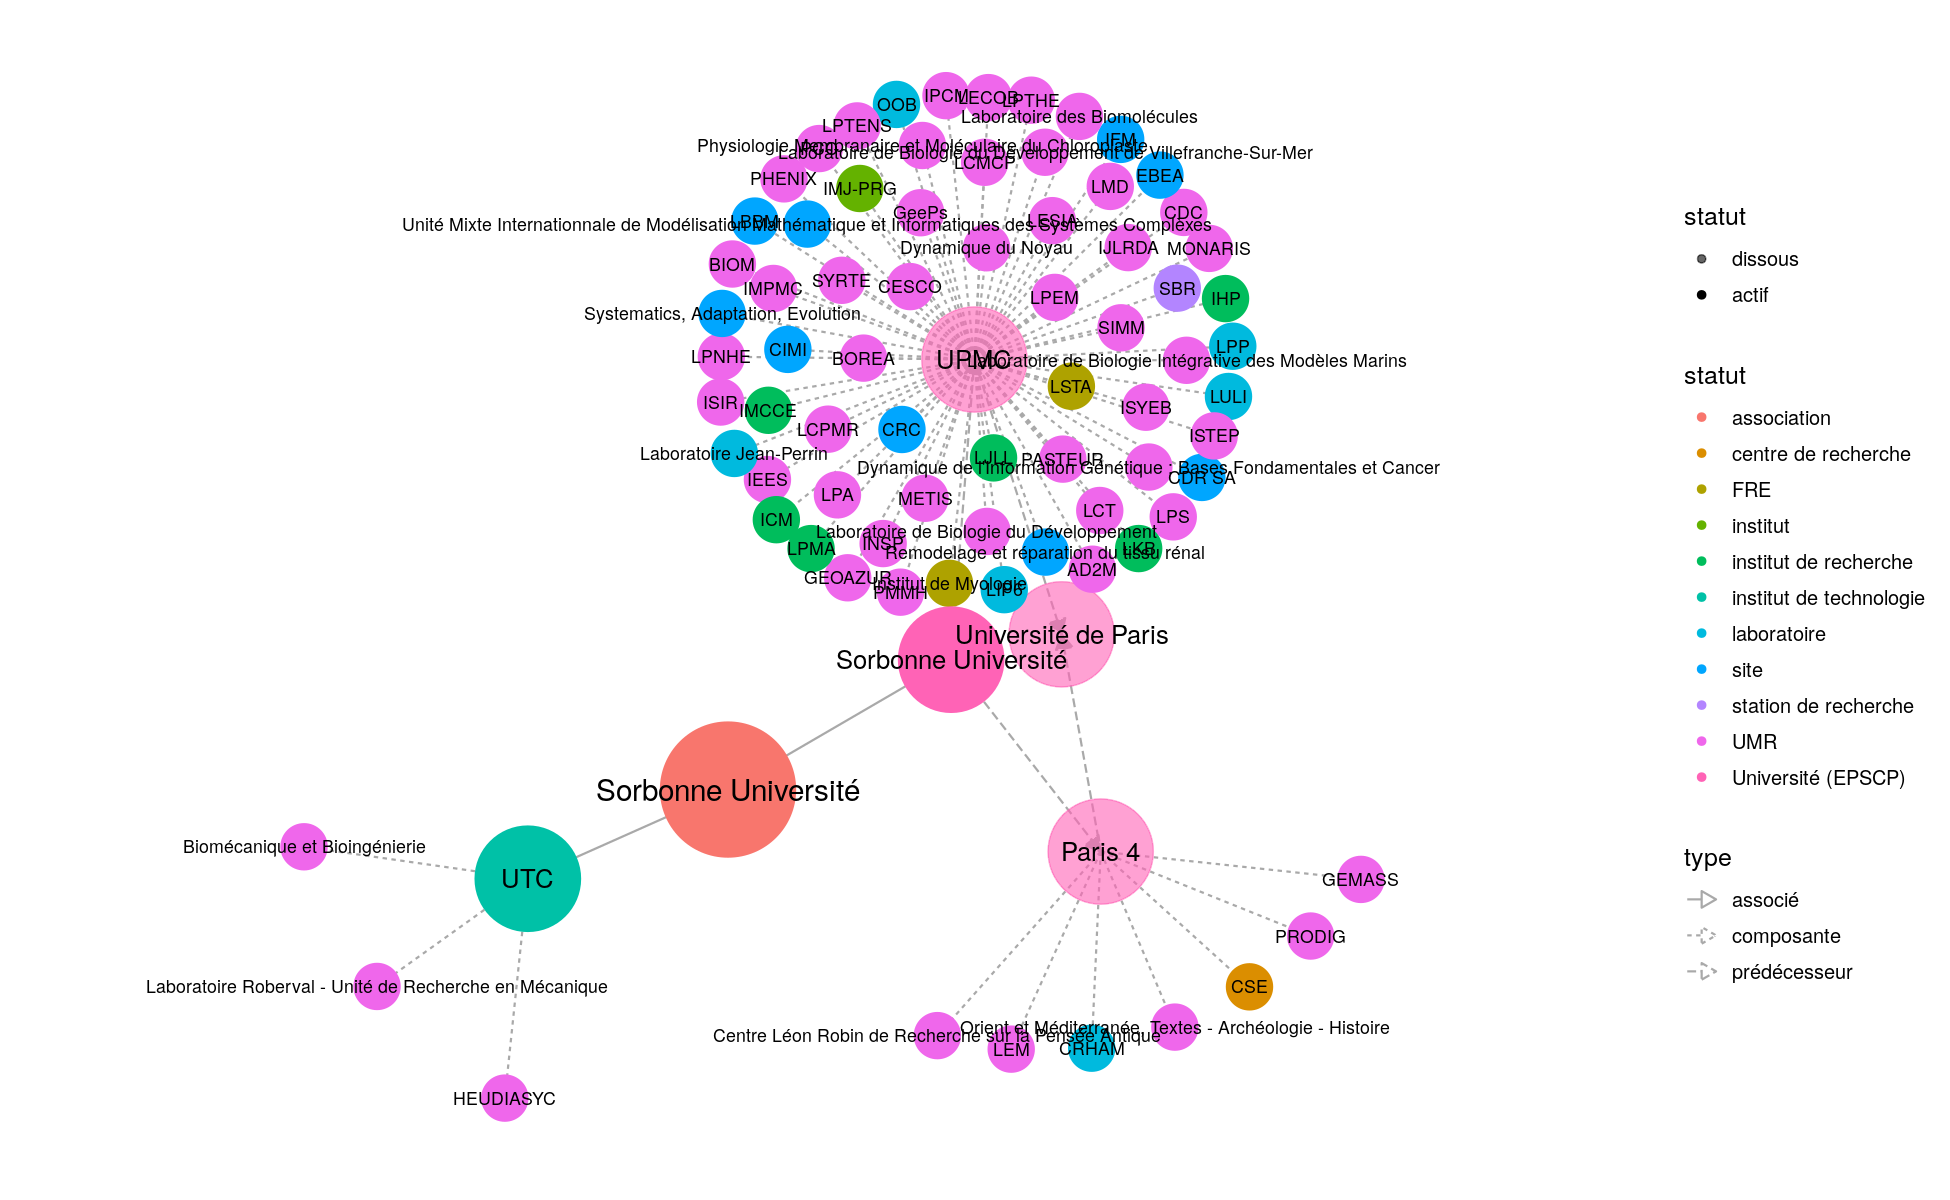 OOB
IPCM
LECOB
LPTHE
Laboratoire des Biomolécules
LPTENS
IFM
Physiologie Membranaire et Moléculaire du Chloroplaste
Laboratoire de Biologie du Développement de Villefranche-Sur-Mer
LCMCP
EBEA
PHENIX
IMJ-PRG
LMD
GeePs
CDC
LBBM
LESIA
Unité Mixte Internationnale de Modélisation Mathématique et Informatiques des Systèmes Complexes
Dynamique du Noyau
IJLRDA
MONARIS
BIOM
IMPMC
SYRTE
CESCO
LPEM
SBR
IHP
Systematics, Adaptation, Evolution
SIMM
LPNHE
CIMI
BOREA
UPMC
Laboratoire de Biologie Intégrative des Modèles Marins
LPP
LSTA
LULI
ISIR
IMCCE
ISYEB
LCPMR
CRC
ISTEP
Laboratoire Jean-Perrin
LJLL
PASTEUR
Dynamique de l'Information Génétique : Bases Fondamentales et Cancer
IEES
CDR SA
LPA
METIS
LCT
LPS
ICM
Laboratoire de Biologie du Développement
LPMA
INSP
Remodelage et réparation du tissu rénal
LKB
AD2M
GEOAZUR
Institut de Myologie
PMMH
LIP6
Université de Paris
Sorbonne Université
Sorbonne Université
Biomécanique et Bioingénierie
UTC
Paris 4
GEMASS
PRODIG
Laboratoire Roberval - Unité de Recherche en Mécanique
CSE
Orient et Méditerranée, Textes - Archéologie - Histoire
Centre Léon Robin de Recherche sur la Pensée Antique
LEM
CRHAM
HEUDIASYC
statut
dissous
actif
statut
association
centre de recherche
FRE
institut
institut de recherche
institut de technologie
laboratoire
site
station de recherche
UMR
Université (EPSCP)
type
associé
composante
prédécesseur